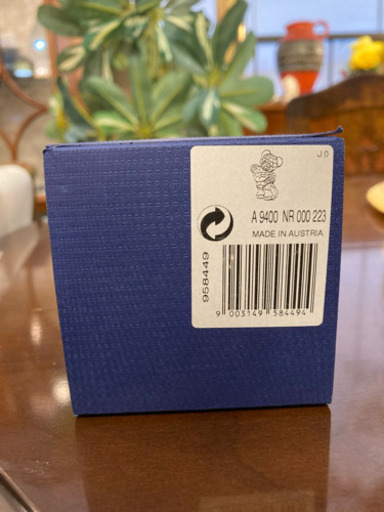 J 0
A 9400 NR 000 223
MADE IN AUSTRIA
958449
9 003149 584494